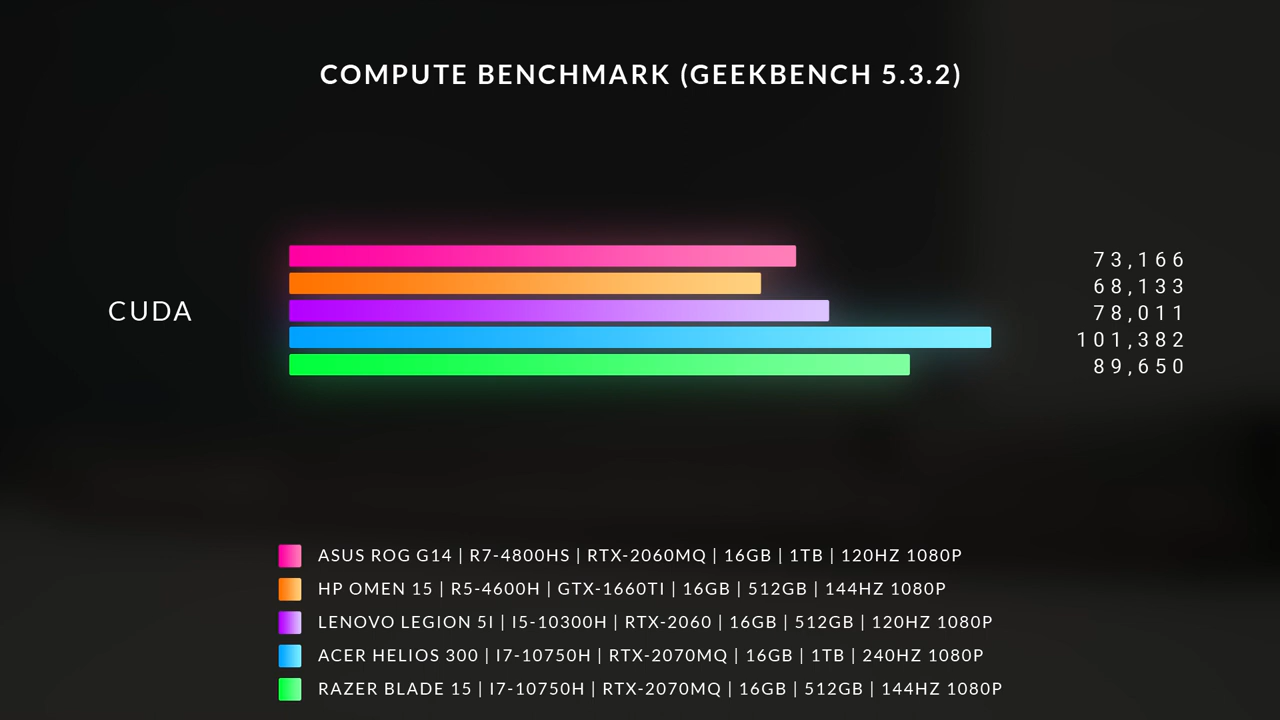 COMPUTE BENCHMARK (GEEKBENCH 5.3.2)
CUDA
73,166
68,133
78,011
101,382
89,650
ASUS ROG G14 | R7-4800HS | RTX-2060MQ | 16GB | 1TB | 120HZ 1080P
HP OMEN 15 | R5-4600H | GTX-1660TI | 16GB | 512GB | 144HZ 1080P
LENOVO LEGION 5I | I5-10300H | RTX-2060 | 16GB | 512GB | 120HZ 1080P
ACER HELIOS 300 | I7-10750H | RTX-2070MQ | 16GB | 1TB | 240HZ 1080P
RAZER BLADE 15 | I7-10750H | RTX-2070MQ | 16GB | 512GB | 144HZ 1080P